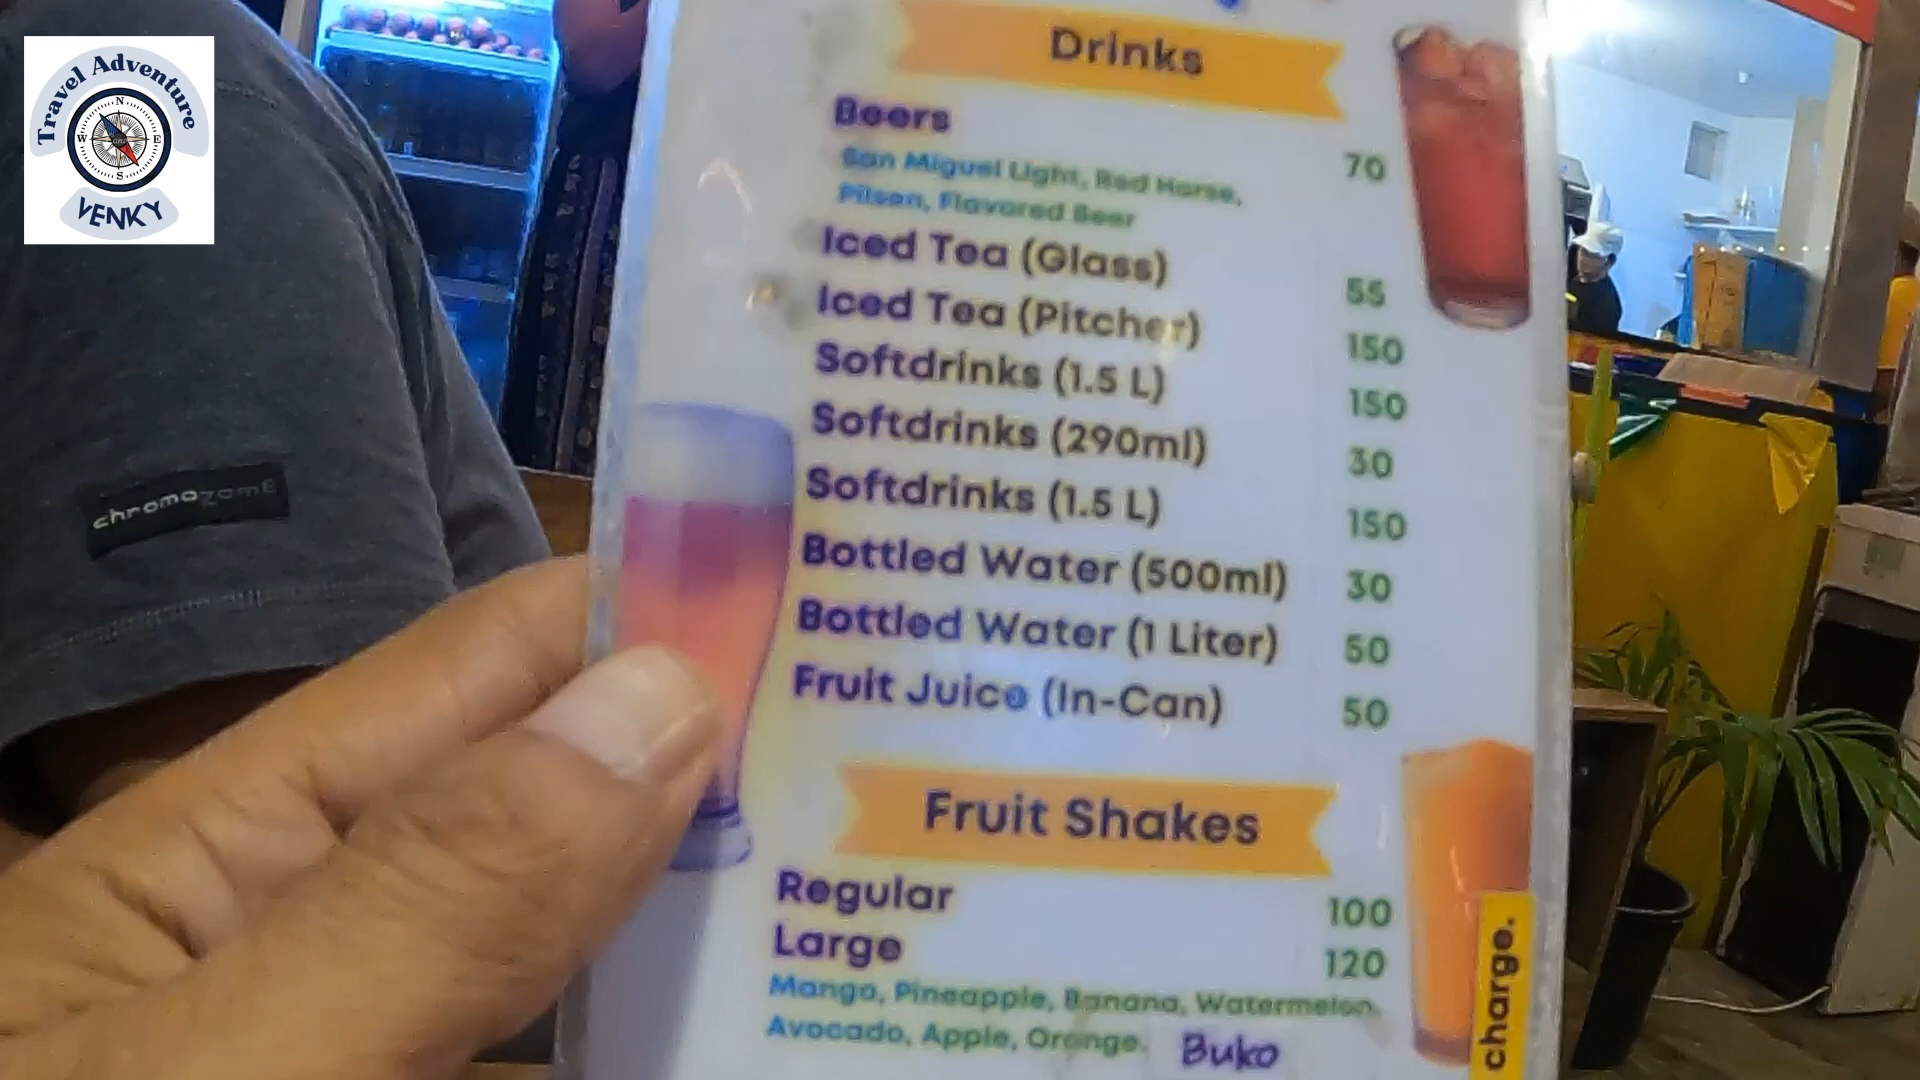 Travel Adventure
N
W E
S
VENKY
chromozome
Drinks
Beers
San Miguel Light, Red Horse, 70
Pilsen, Flavored Beer
Iced Tea (Glass) 55
Iced Tea (Pitcher) 150
Softdrinks (1.5 L) 150
Softdrinks (290ml) 30
Softdrinks (1.5 L) 150
Bottled Water (500ml) 30
Bottled Water (1 Liter) 50
Fruit Juice (In-Can) 50
Fruit Shakes
Regular 100
Large 120
Mango, Pineapple, Banana, Watermelon,
Avocado, Apple, Orange. Buko
charge.